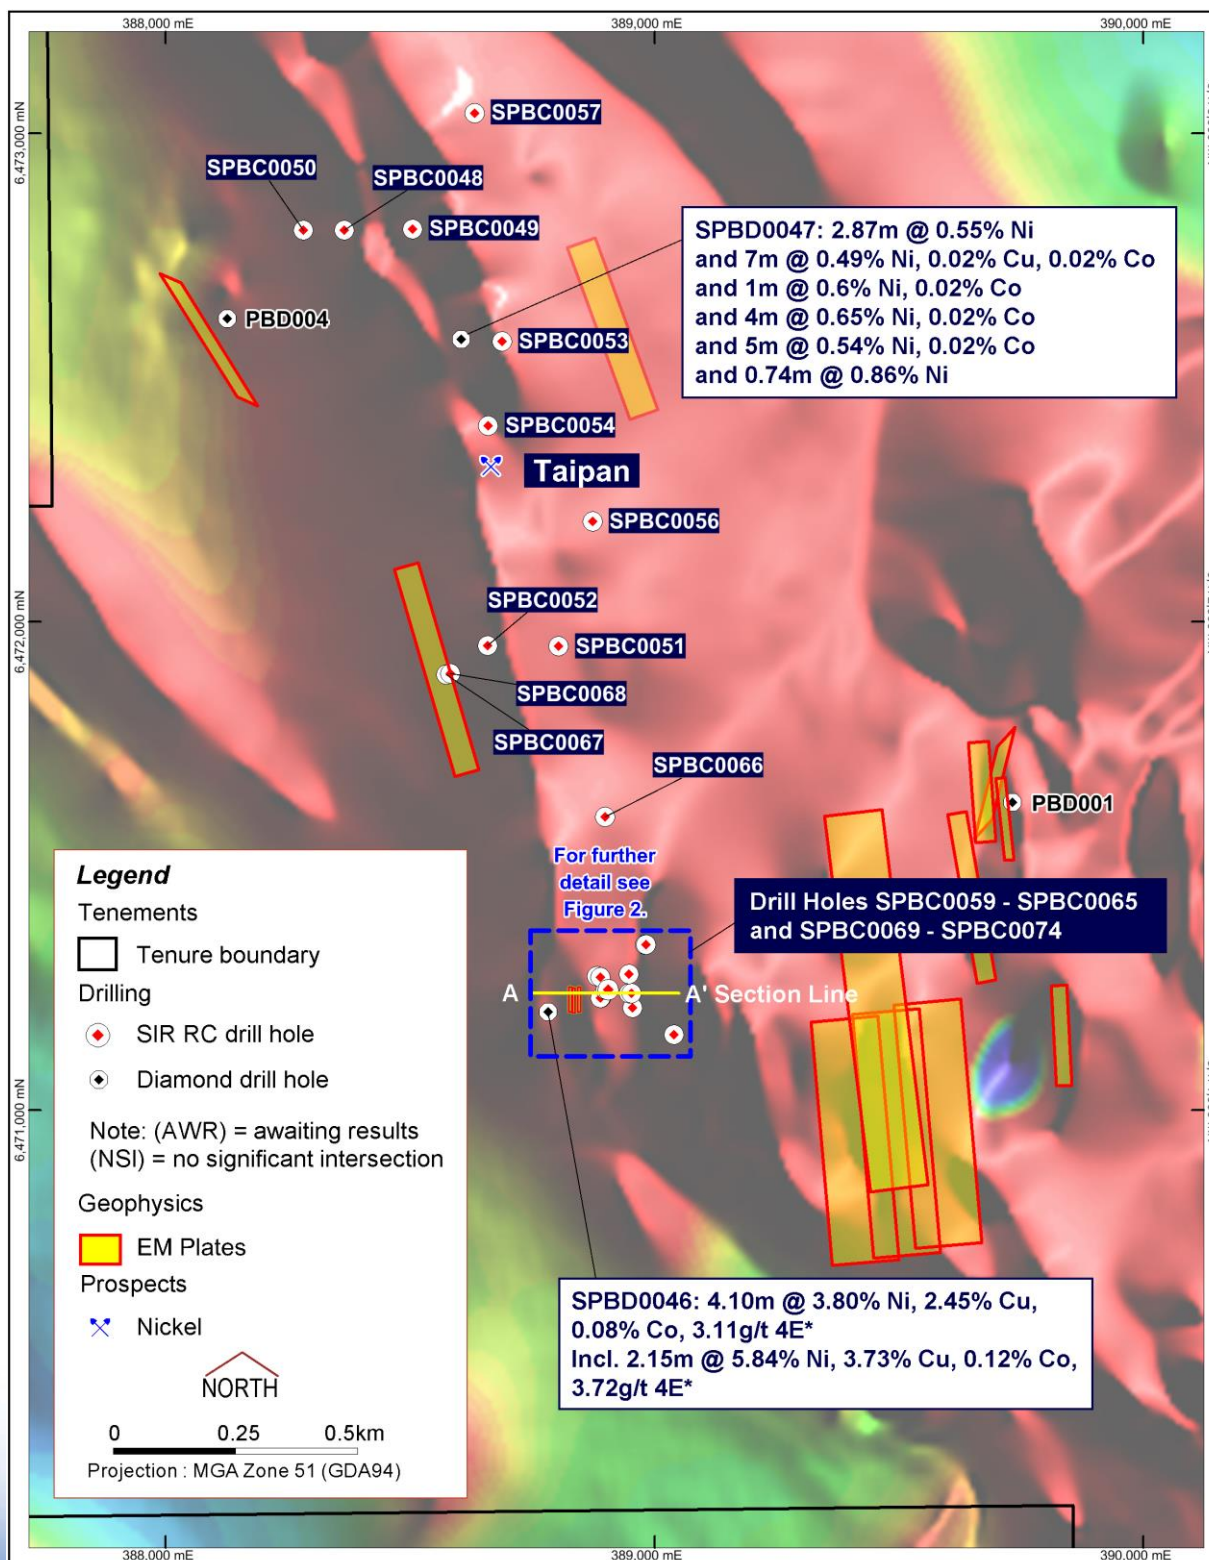 388,000 mE
389,000 mE
390,000 mE
6,473,000 mN
SPBC0057
SPBC0050
SPBC0048
SPBC0049
SPBD0047: 2.87m @ 0.55% Ni
and 7m @ 0.49% Ni, 0.02% Cu, 0.02% Co
and 1m @ 0.6% Ni, 0.02% Co
and 4m @ 0.65% Ni, 0.02% Co
and 5m @ 0.54% Ni, 0.02% Co
and 0.74m @ 0.86% Ni
PBD004
SPBC0053
SPBC0054
Taipan
SPBC0056
6,472,000 mN
SPBC0052
SPBC0051
SPBC0068
SPBC0067
SPBC0066
PBD001
For further
detail see
Figure 2.
Drill Holes SPBC0059 - SPBC0065
and SPBC0069 - SPBC0074
A
A' Section Line
6,471,000 mN
Legend
Tenements
Tenure boundary
Drilling
SIR RC drill hole
Diamond drill hole
Note: (AWR) = awaiting results
(NSI) = no significant intersection
Geophysics
EM Plates
Prospects
Nickel
NORTH
0 0.25 0.5km
Projection : MGA Zone 51 (GDA94)
SPBD0046: 4.10m @ 3.80% Ni, 2.45% Cu,
0.08% Co, 3.11g/t 4E*
Incl. 2.15m @ 5.84% Ni, 3.73% Cu, 0.12% Co,
3.72g/t 4E*
388,000 mE
389,000 mE
390,000 mE